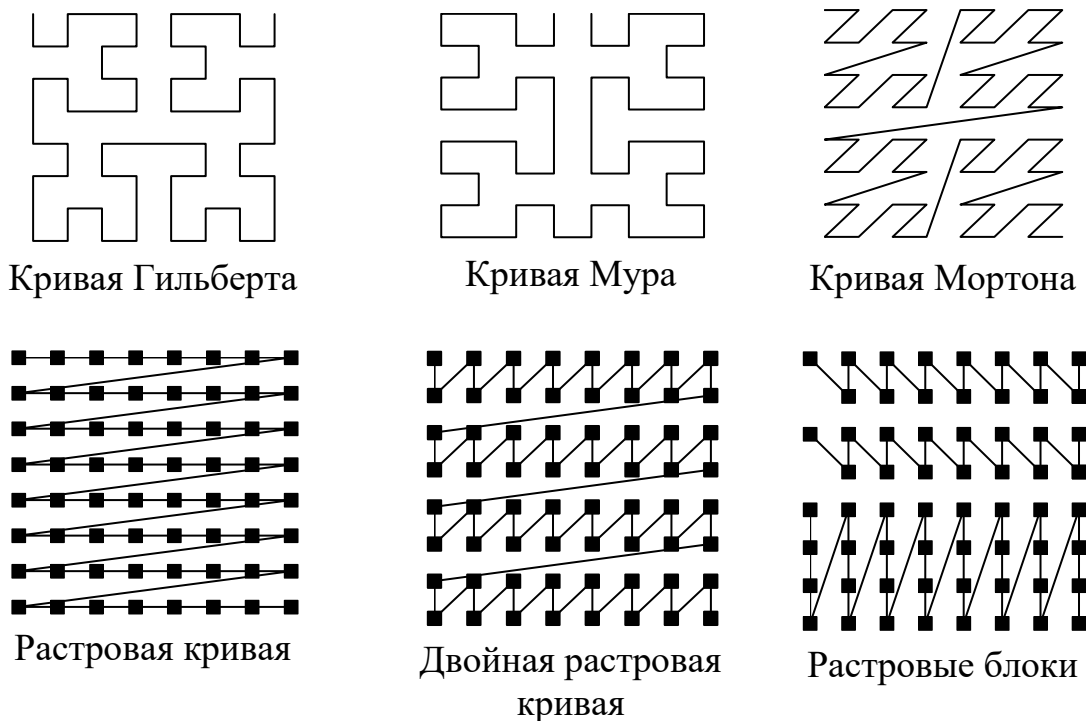 Кривая Гильберта
Кривая Мура
Кривая Мортона
Растровая кривая
Двойная растровая
кривая
Растровые блоки